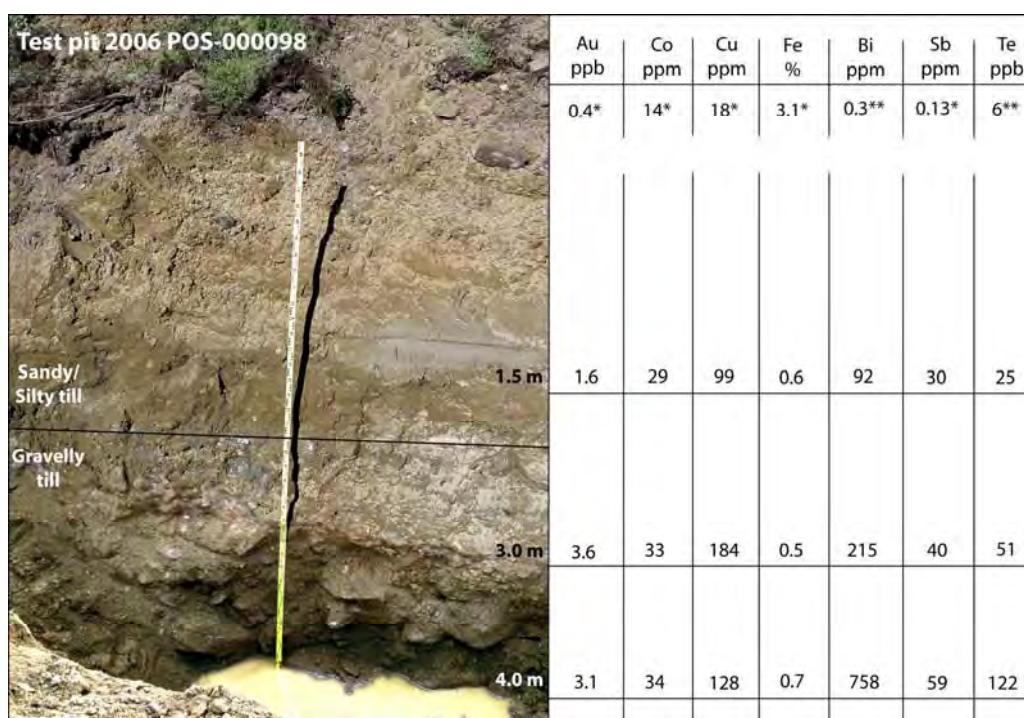 Test pit 2006 POS-000098
Au Co Cu Fe Bi Sb Te
ppb ppm ppm % ppm ppm ppb
0.4* 14* 18* 3.1* 0.3** 0.13* 6**
Sandy/
Silty till
1.5 m 1.6 29 99 0.6 92 30 25
Gravelly
till
3.0 m 3.6 33 184 0.5 215 40 51
4.0 m 3.1 34 128 0.7 758 59 122